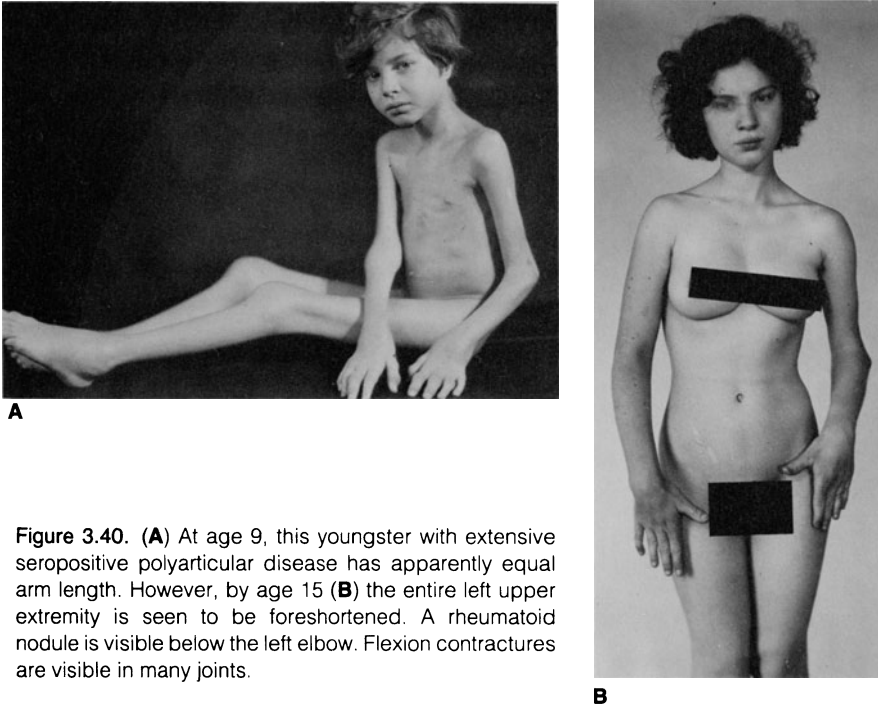 A
Figure 3.40. (A) At age 9, this youngster with extensive
seropositive polyarticular disease has apparently equal
arm length. However, by age 15 (B) the entire left upper
extremity is seen to be foreshortened. A rheumatoid
nodule is visible below the left elbow. Flexion contractures
are visible in many joints.
B